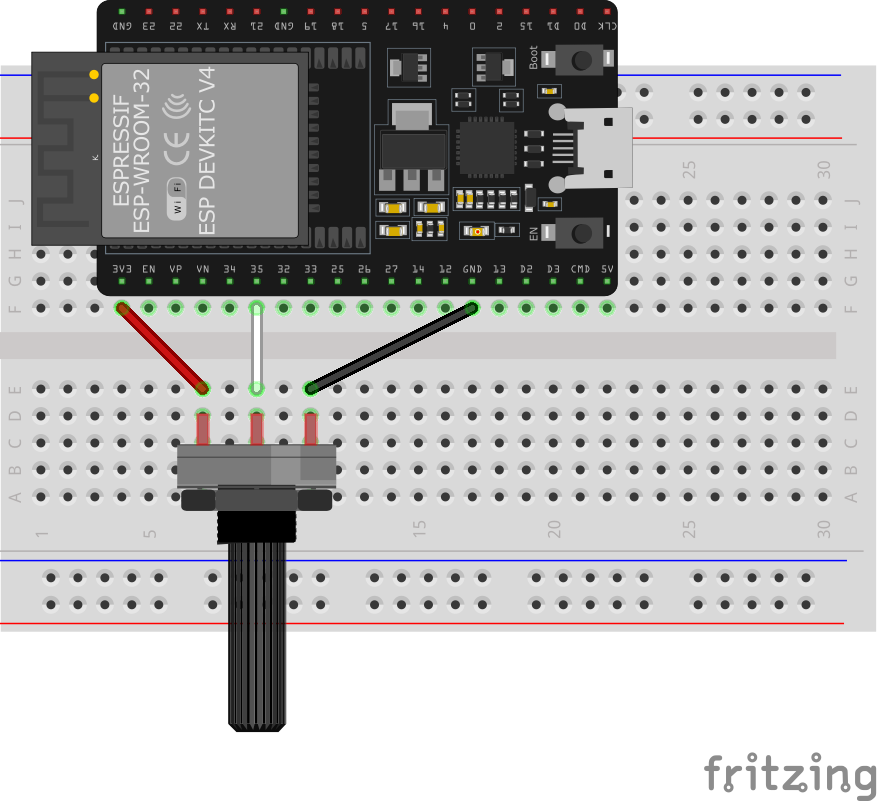 GND 23 22 TX RX 21 GND 19 18 5 17 16 4 0 2 15 D1 D0 CLK
Boot
ESPRESSIF
ESP-WROOM-32
Wi Fi
CE
ESP DEVKITC V4
K
EN
3V3 EN VP VN 34 35 32 33 25 26 27 14 12 GND 13 D2 D3 CMD 5V
25 30
J J
I I
H H
G G
F F
E E
D D
C C
B B
A A
1 5 15 20 25 30
fritzing